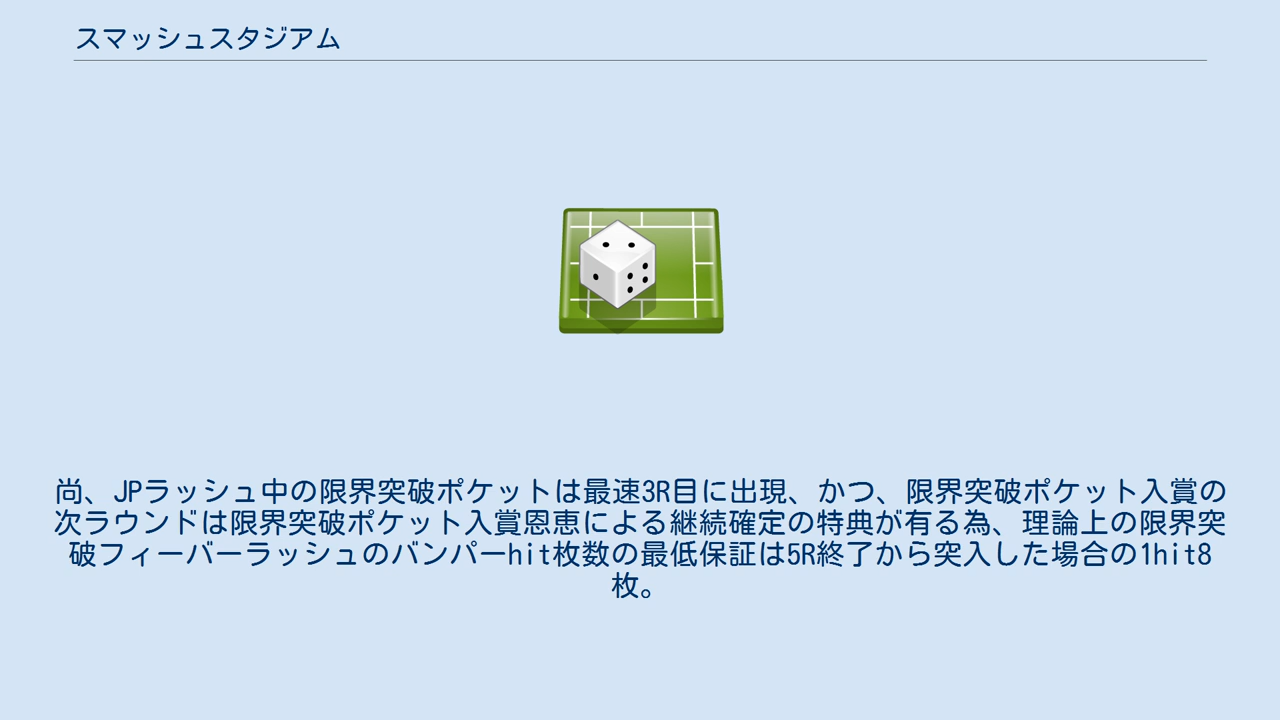 スマッシュスタジアム
尚、JPラッシュ中の限界突破ポケットは最速3R目に出現、かつ、限界突破ポケット入賞の
次ラウンドは限界突破ポケット入賞恩恵による継続確定の特典が有る為、理論上の限界突
破フィーバーラッシュのバンパーhit枚数の最低保証は5R終了から突入した場合の1hit8
枚。